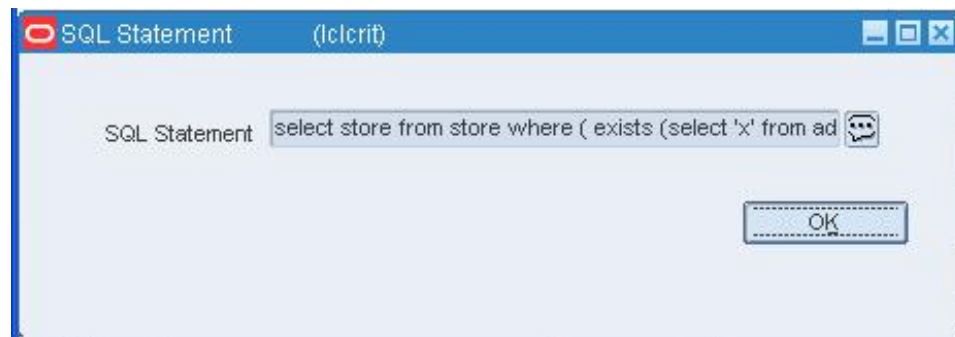 SQL Statement (lclcrit)
SQL Statement select store from store where ( exists (select 'x' from ad
OK